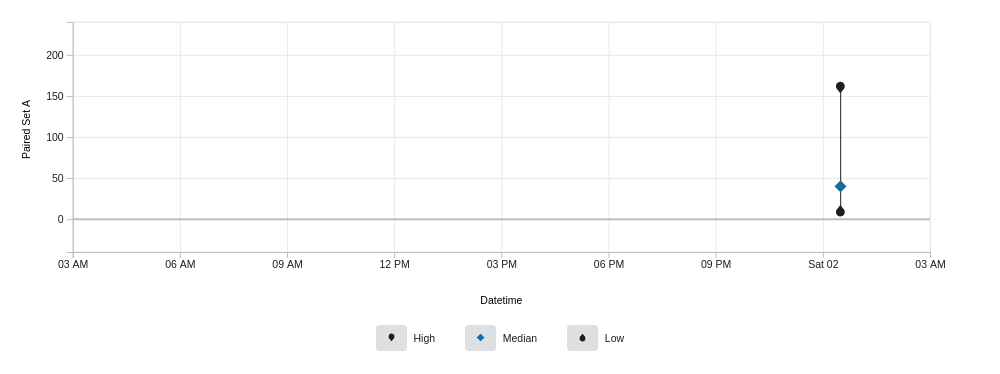 Paired Set A
200
150
100
50
0
03 AM 06 AM 09 AM 12 PM 03 PM 06 PM 09 PM Sat 02 03 AM
Datetime
High Median Low